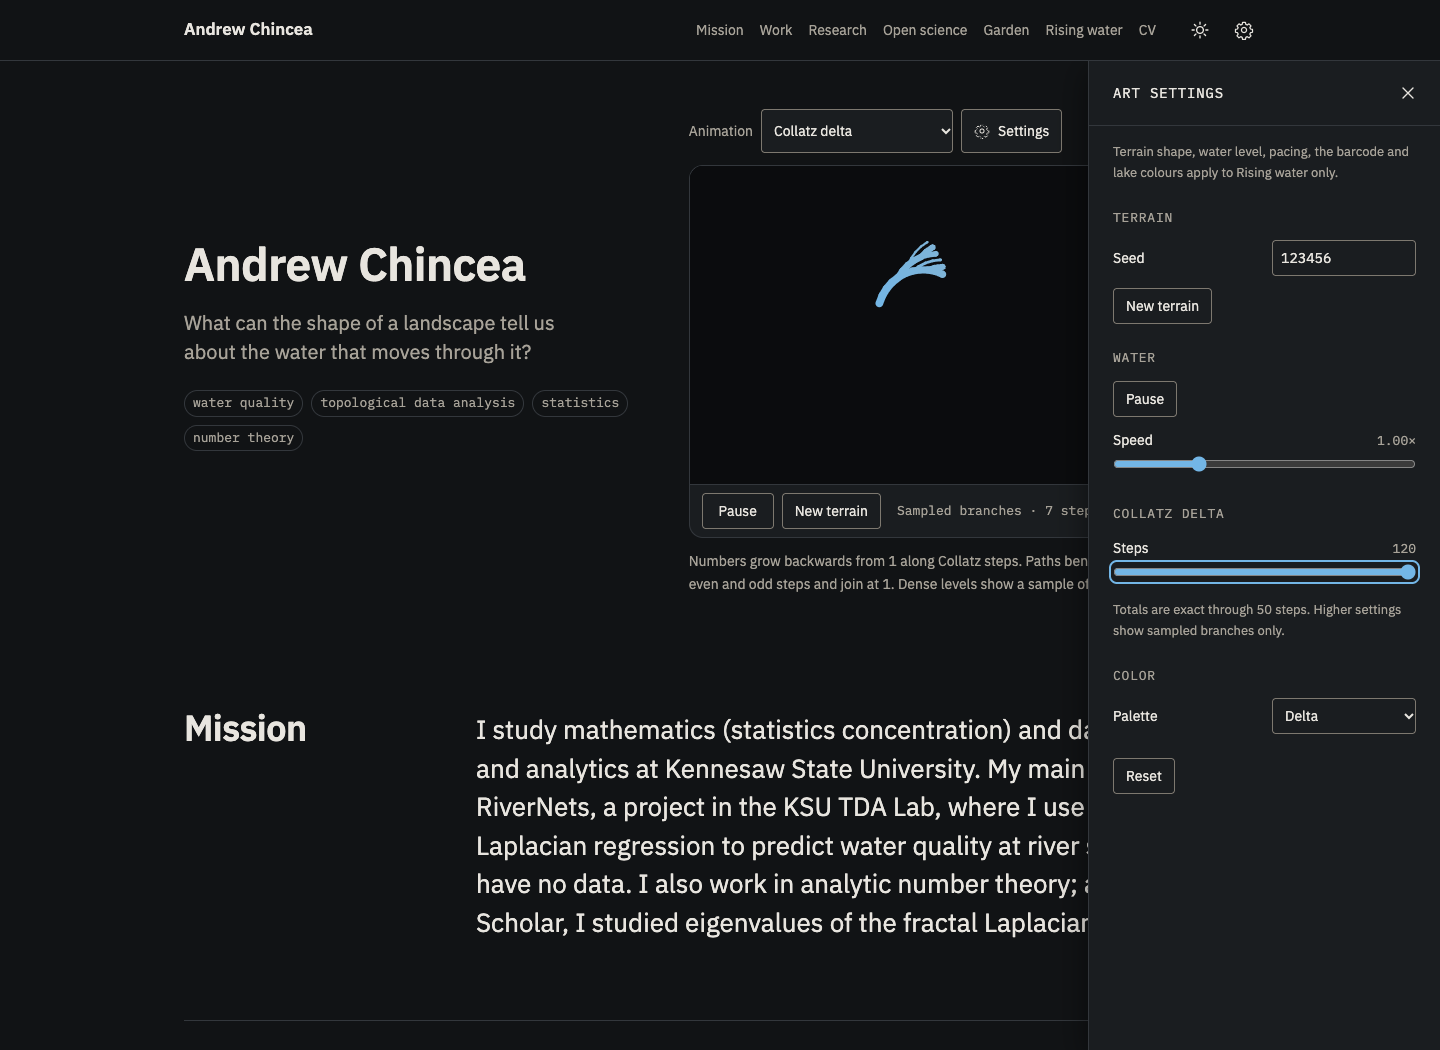 Andrew Chincea
Mission Work Research Open science Garden Rising water CV
Animation Collatz delta Settings
Andrew Chincea
What can the shape of a landscape tell us
about the water that moves through it?
water quality topological data analysis statistics
number theory
Pause New terrain Sampled branches · 7
Numbers grow backwards from 1 along Collatz steps. Paths
even and odd steps and join at 1. Dense levels show a sample of
Mission
I study mathematics (statistics concentration) and
and analytics at Kennesaw State University. My main
RiverNets, a project in the KSU TDA Lab, where I use
Laplacian regression to predict water quality at river
have no data. I also work in analytic number theory;
Scholar, I studied eigenvalues of the fractal Laplacian
ART SETTINGS
Terrain shape, water level, pacing, the barcode and
lake colours apply to Rising water only.
TERRAIN
Seed 123456
New terrain
WATER
Pause
Speed 1.00×
COLLATZ DELTA
Steps 120
Totals are exact through 50 steps. Higher settings
show sampled branches only.
COLOR
Palette Delta
Reset